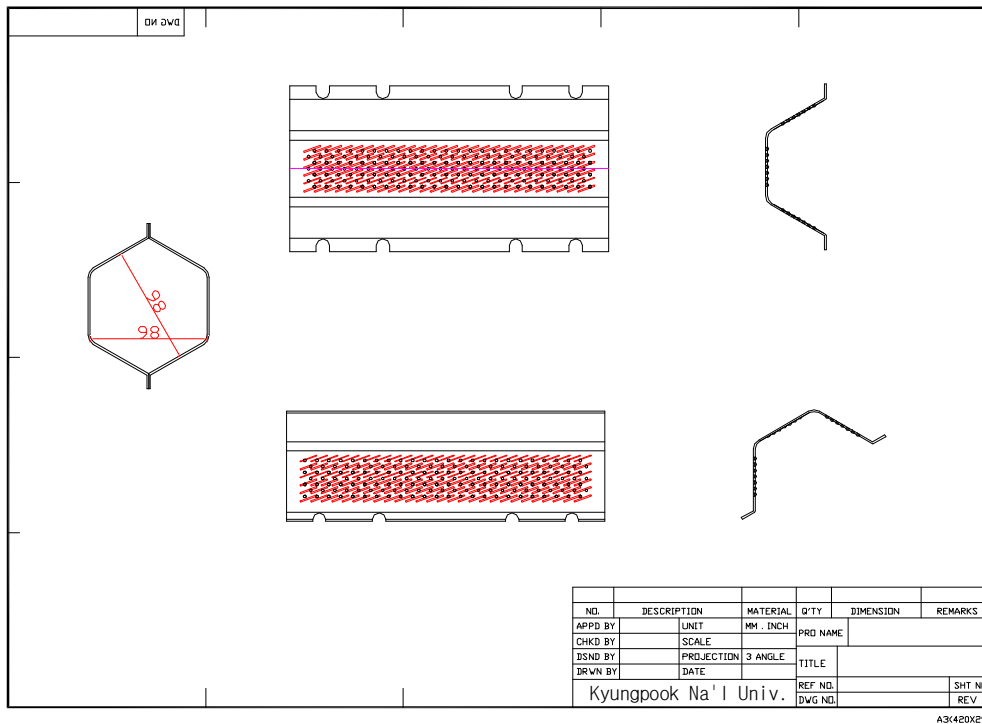 DWG NO
98
98
NO. DESCRIPTION MATERIAL Q'TY DIMENSION REMARKS
APPD BY UNIT MM . INCH PRO NAME
CHKD BY SCALE
DSND BY PROJECTION 3 ANGLE TITLE
DRWN BY DATE
Kyungpook Na'l Univ. REF NO. SHT
DWG NO. REV
A3(420X2